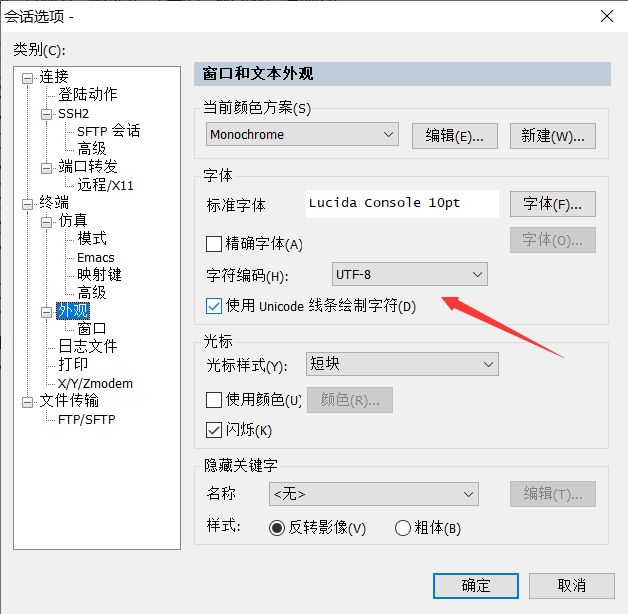 会话选项 -
类别(C):
连接
登陆动作
SSH2
SFTP 会话
高级
端口转发
远程/X11
终端
仿真
模式
Emacs
映射键
高级
外观
窗口
日志文件
打印
X/Y/Zmodem
文件传输
FTP/SFTP
窗口和文本外观
当前颜色方案(S)
Monochrome 编辑(E)... 新建(W)...
字体
标准字体 Lucida Console 10pt 字体(F)...
精确字体(A) 字体(O)...
字符编码(H): UTF-8
使用 Unicode 线条绘制字符(D)
光标
光标样式(Y): 短块
使用颜色(U) 颜色(R)...
闪烁(K)
隐藏关键字
名称 <无> 编辑(T)...
样式: 反转影像(V) 粗体(B)
确定 取消